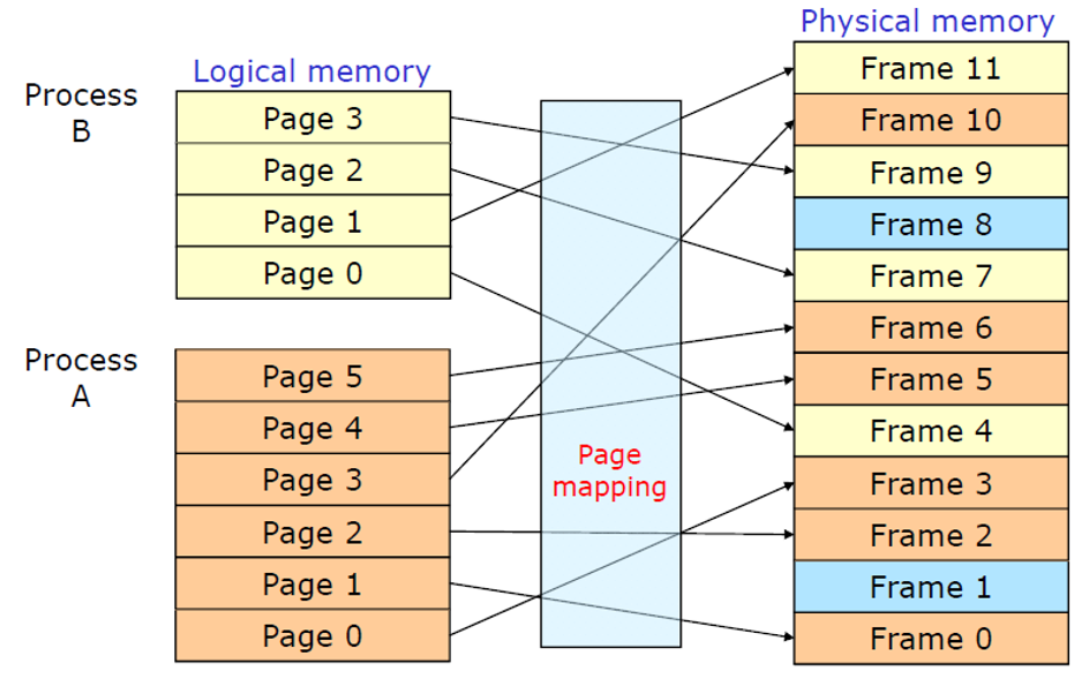 Physical memory
Logical memory
Process
B
Page 3
Page 2
Page 1
Page 0
Process
A
Page 5
Page 4
Page 3
Page 2
Page 1
Page 0
Page
mapping
Frame 11
Frame 10
Frame 9
Frame 8
Frame 7
Frame 6
Frame 5
Frame 4
Frame 3
Frame 2
Frame 1
Frame 0